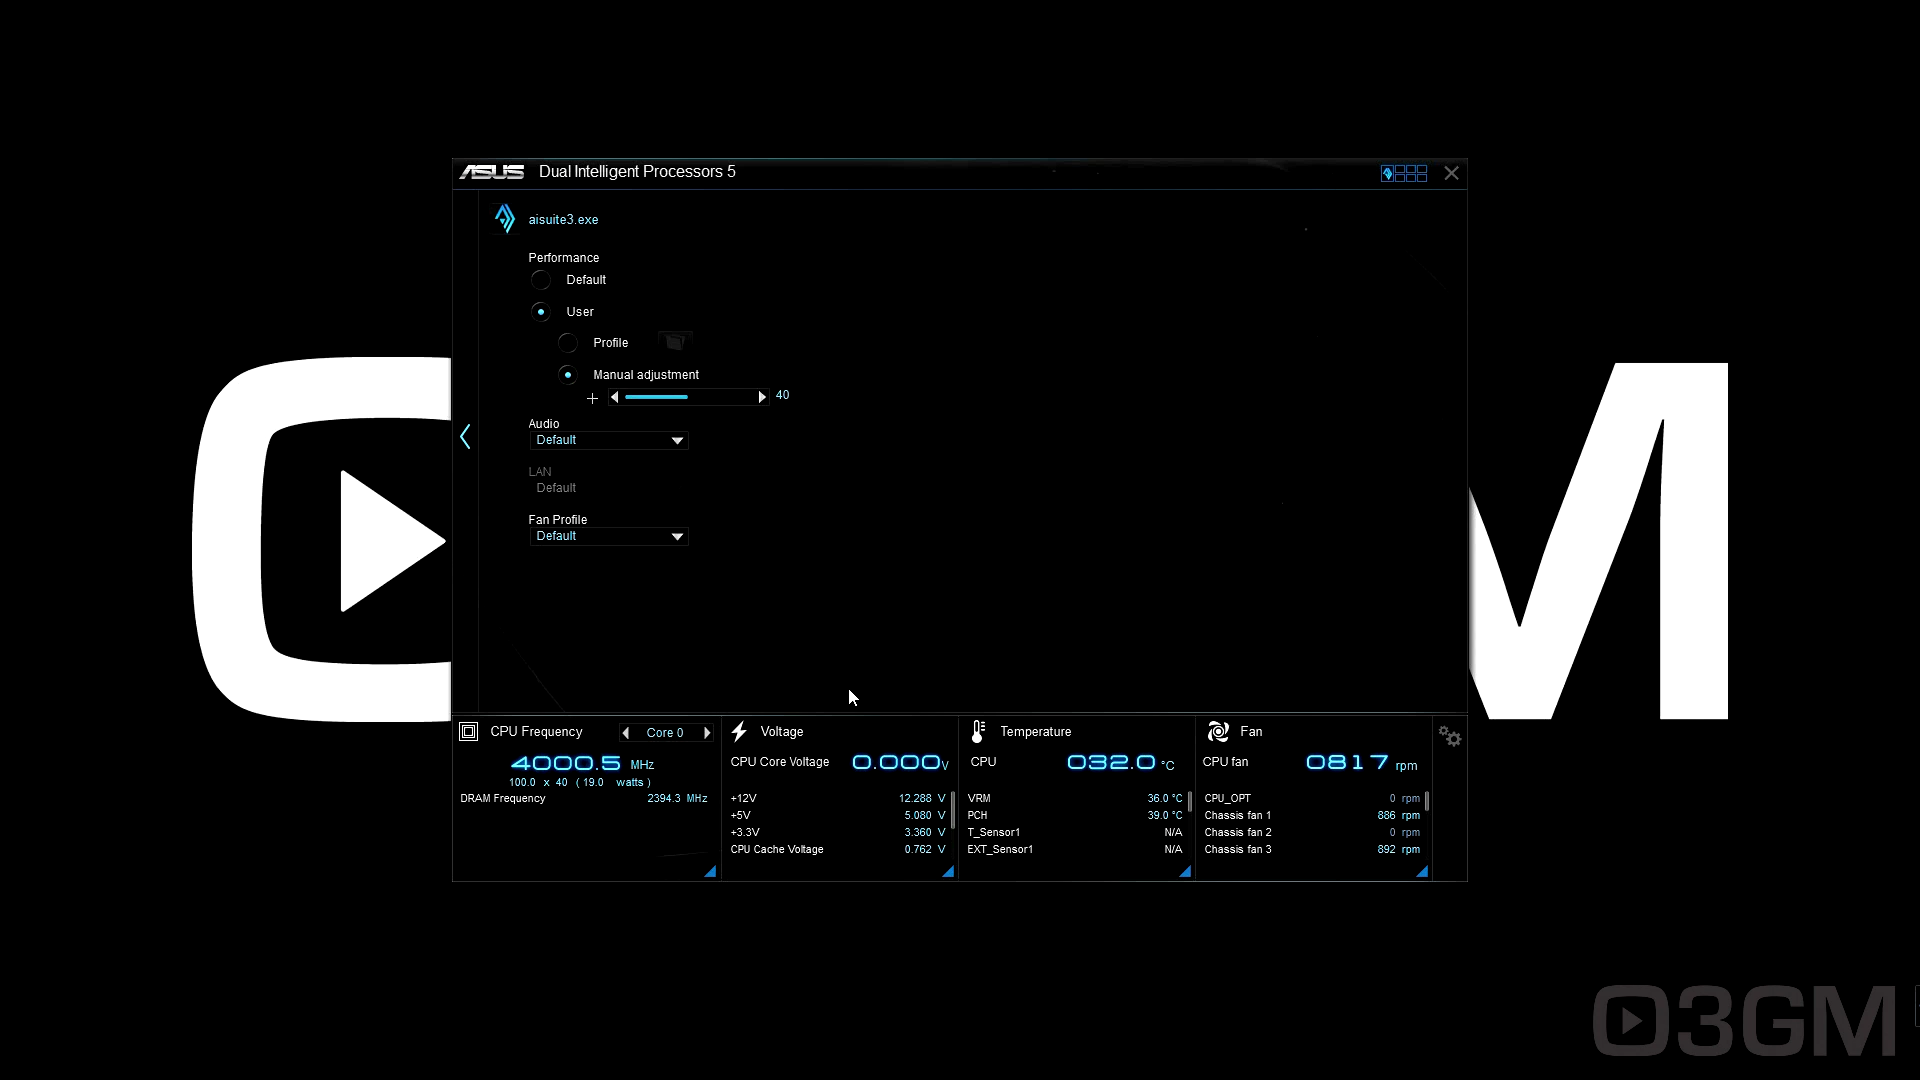 ASUS Dual Intelligent Processors 5
aisuite3.exe
Performance
Default
User
Profile
Manual adjustment
40
Audio
Default
LAN
Default
Fan Profile
Default
CPU Frequency Core 0
4000.5 MHz
100.0 x 40 ( 19.0 watts )
DRAM Frequency 2394.3 MHz
Voltage
CPU Core Voltage 0.000 V
+12V 12.288 V
+5V 5.080 V
+3.3V 3.360 V
CPU Cache Voltage 0.762 V
Temperature
CPU 032.0 °C
VRM 36.0 °C
PCH 39.0 °C
T_Sensor1 N/A
EXT_Sensor1 N/A
Fan
CPU fan 0817 rpm
CPU_OPT 0 rpm
Chassis fan 1 886 rpm
Chassis fan 2 0 rpm
Chassis fan 3 892 rpm
O3GM